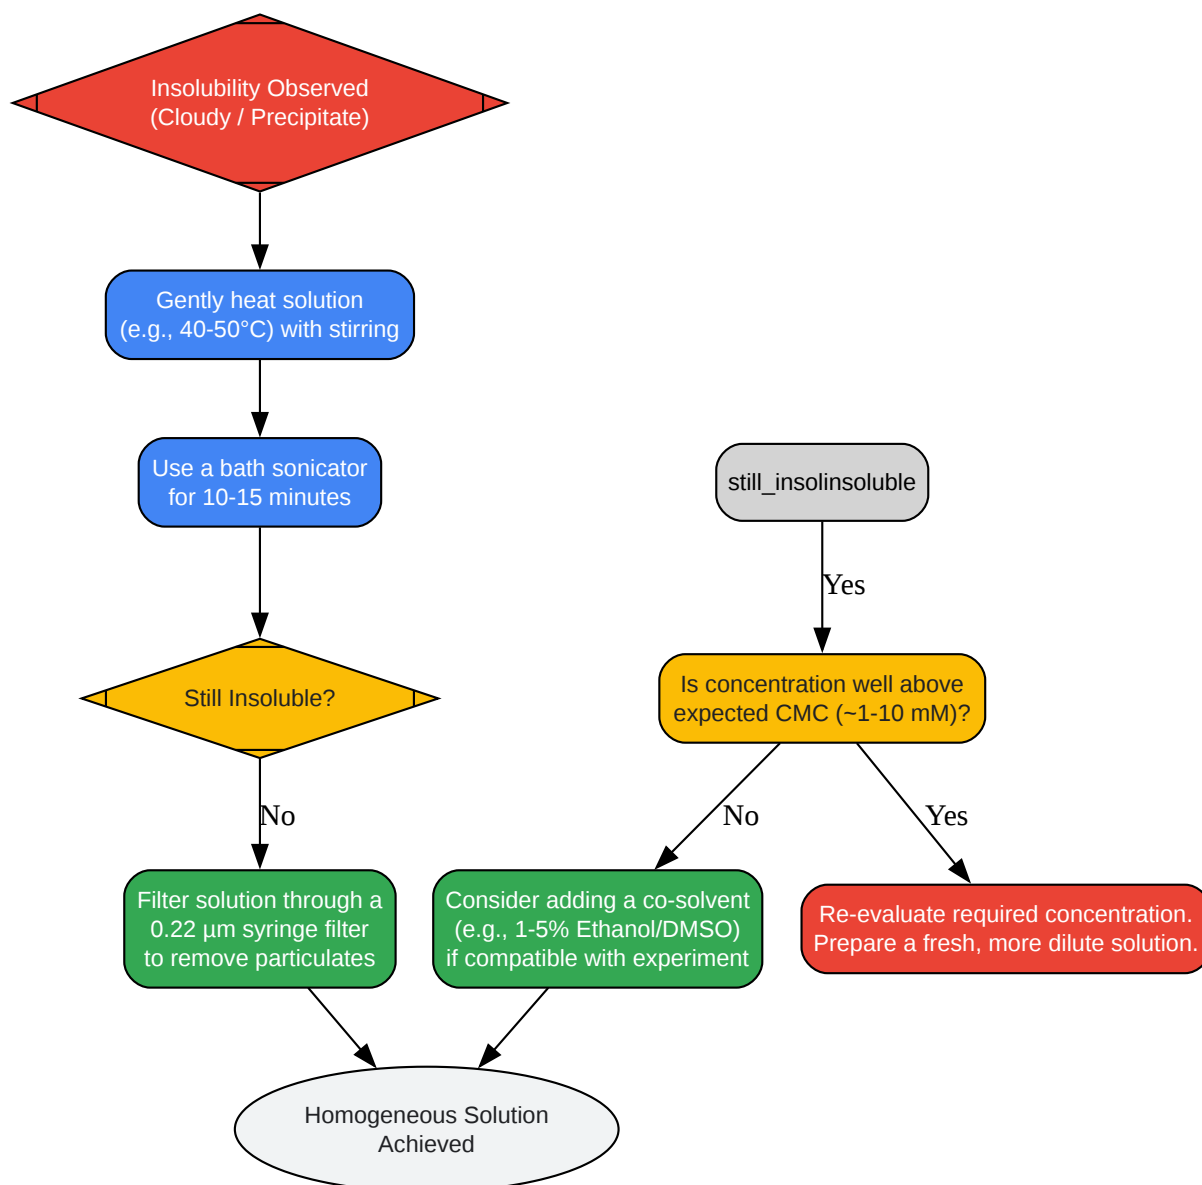 Insolubility Observed
(Cloudy / Precipitate)
Gently heat solution
(e.g., 40-50°C) with stirring
Use a bath sonicator
for 10-15 minutes
still_insolinsoluble
Yes
Still Insoluble?
Is concentration well above
expected CMC (~1-10 mM)?
No
No
Yes
Filter solution through a
0.22 µm syringe filter
to remove particulates
Consider adding a co-solvent
(e.g., 1-5% Ethanol/DMSO)
if compatible with experiment
Re-evaluate required concentration.
Prepare a fresh, more dilute solution.
Homogeneous Solution
Achieved